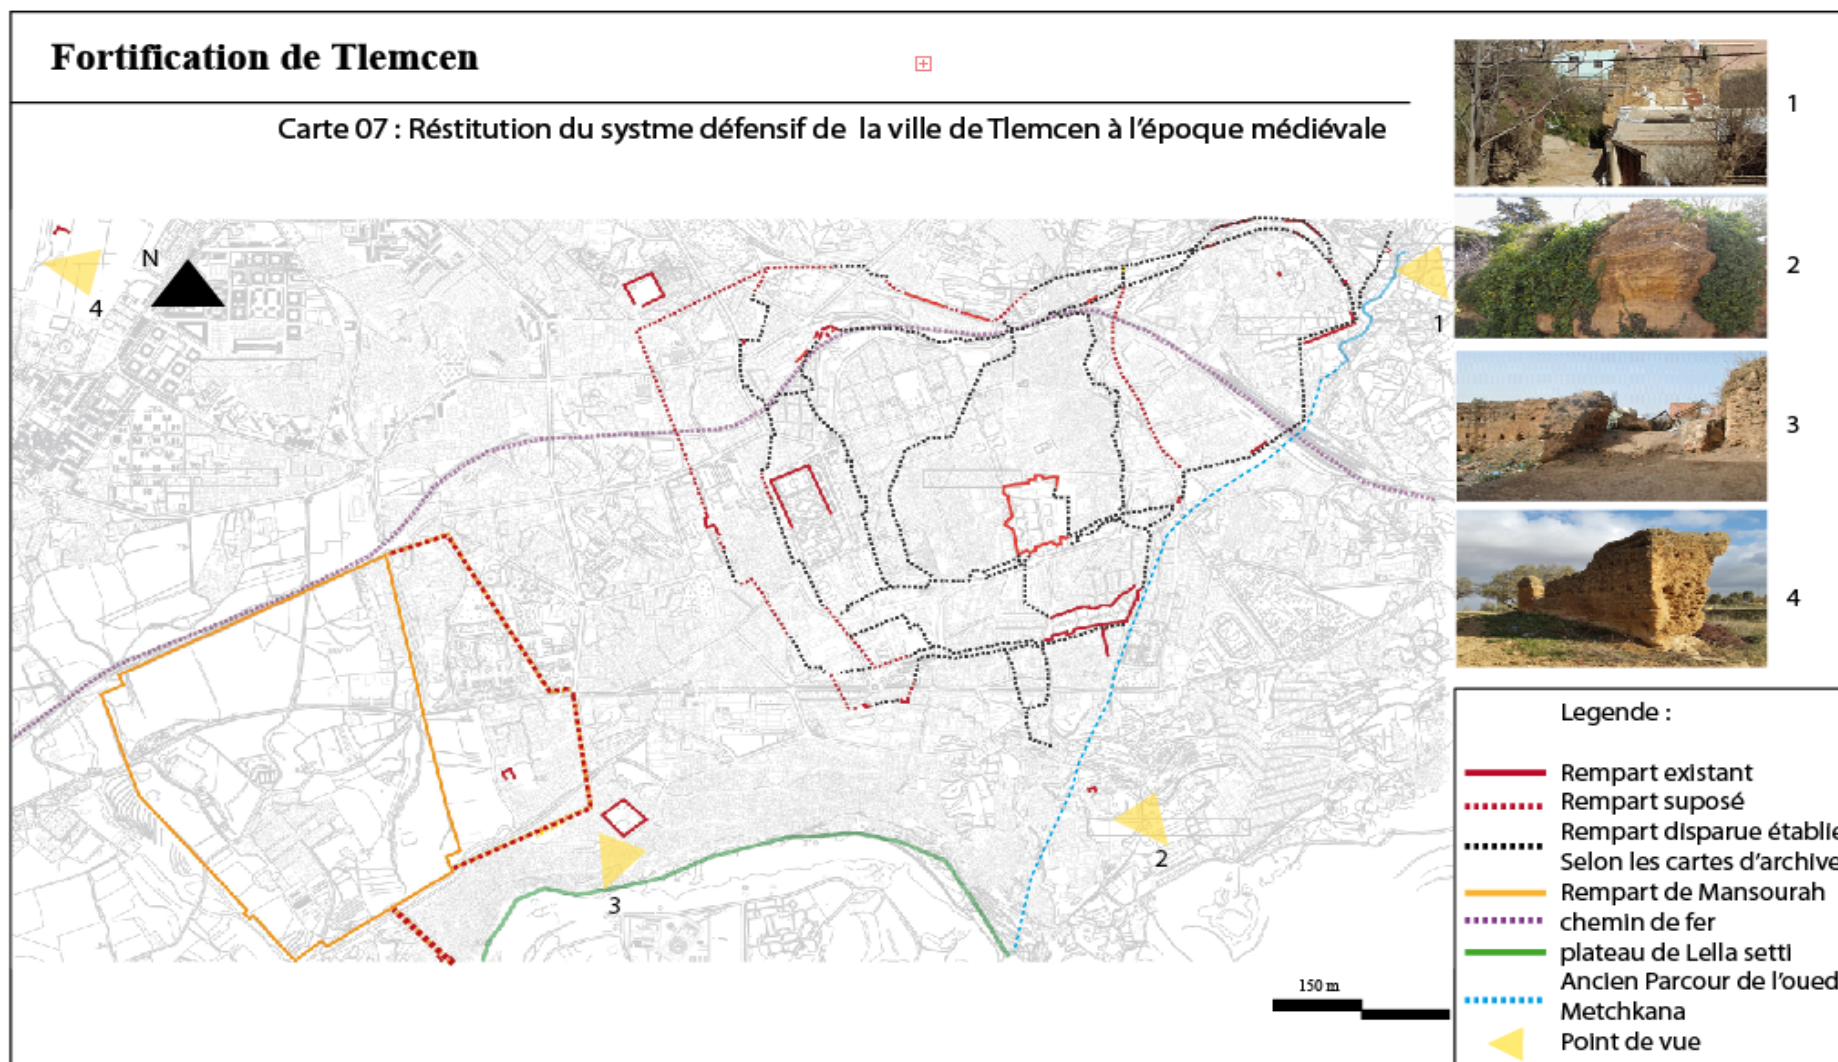 Fortification de Tlemcen
Carte 07 : Réstitution du systme défensif de la ville de Tlemcen à l'époque médiévale
1
2
3
4
N
4
1
2
3
150 m
Legende :
Rempart existant
Rempart suposé
Rempart disparue établie
Selon les cartes d'archive
Rempart de Mansourah
chemin de fer
plateau de Lella setti
Ancien Parcour de l'oued
Metchkana
Point de vue